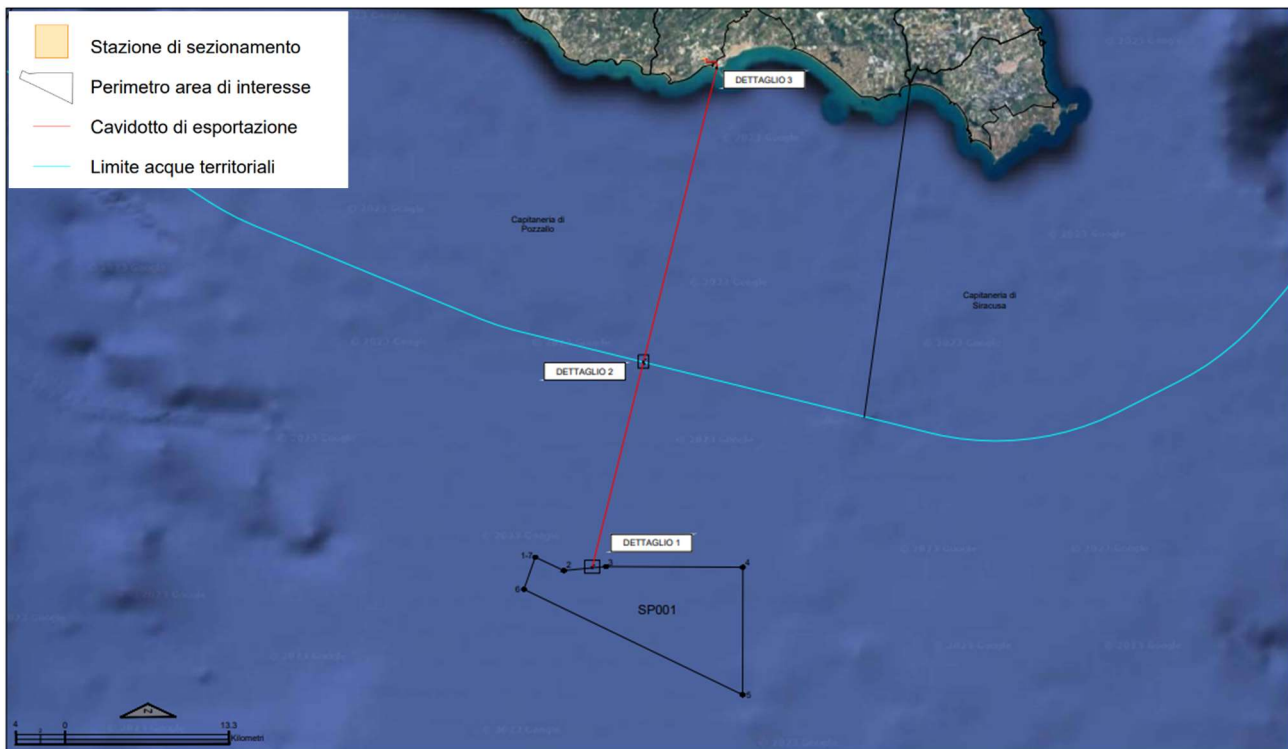 Stazione di sezionamento
Perimetro area di interesse
Cavidotto di esportazione
Limite acque territoriali
DETTAGLIO 3
Capitaneria di
Pozzallo
Capitaneria di
Siracusa
DETTAGLIO 2
DETTAGLIO 1
1-7
2
3
4
SP001
6
5
N
4
0
13.3
Kilometri
© 2023 Google